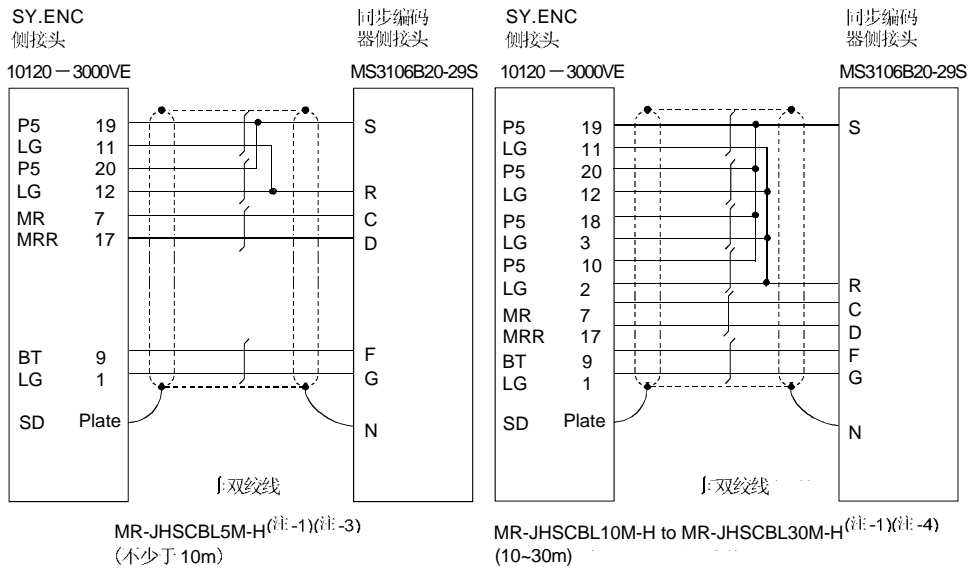 SY.ENC
侧接头
10120－3000VE
同步编码
器侧接头
MS3106B20-29S
P5 19
LG 11
P5 20
LG 12
MR 7
MRR 17
BT 9
LG 1
SD Plate
S
R
C
D
F
G
N
:双绞线
MR-JHSCBL5M-H(注-1)(注-3)
(不少于 10m)
SY.ENC
侧接头
10120－3000VE
同步编码
器侧接头
MS3106B20-29S
P5 19
LG 11
P5 20
LG 12
P5 18
LG 3
P5 10
LG 2
MR 7
MRR 17
BT 9
LG 1
SD Plate
S
R
C
D
F
G
N
:双绞线
MR-JHSCBL10M-H to MR-JHSCBL30M-H(注-1)(注-4)
(10~30m)